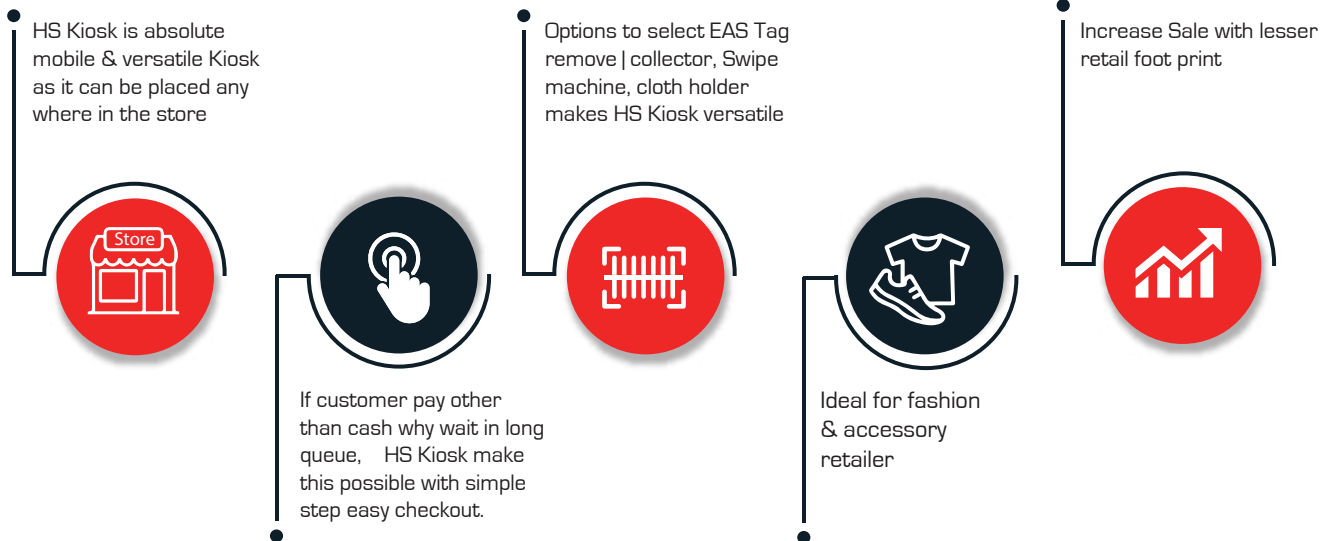 HS Kiosk is absolute
mobile & versatile Kiosk
as it can be placed any
where in the store
Store
If customer pay other
than cash why wait in long
queue, HS Kiosk make
this possible with simple
step easy checkout.
Options to select EAS Tag
remove|collector, Swipe
machine, cloth holder
makes HS Kiosk versatile
Ideal for fashion
& accessory
retailer
Increase Sale with lesser
retail foot print